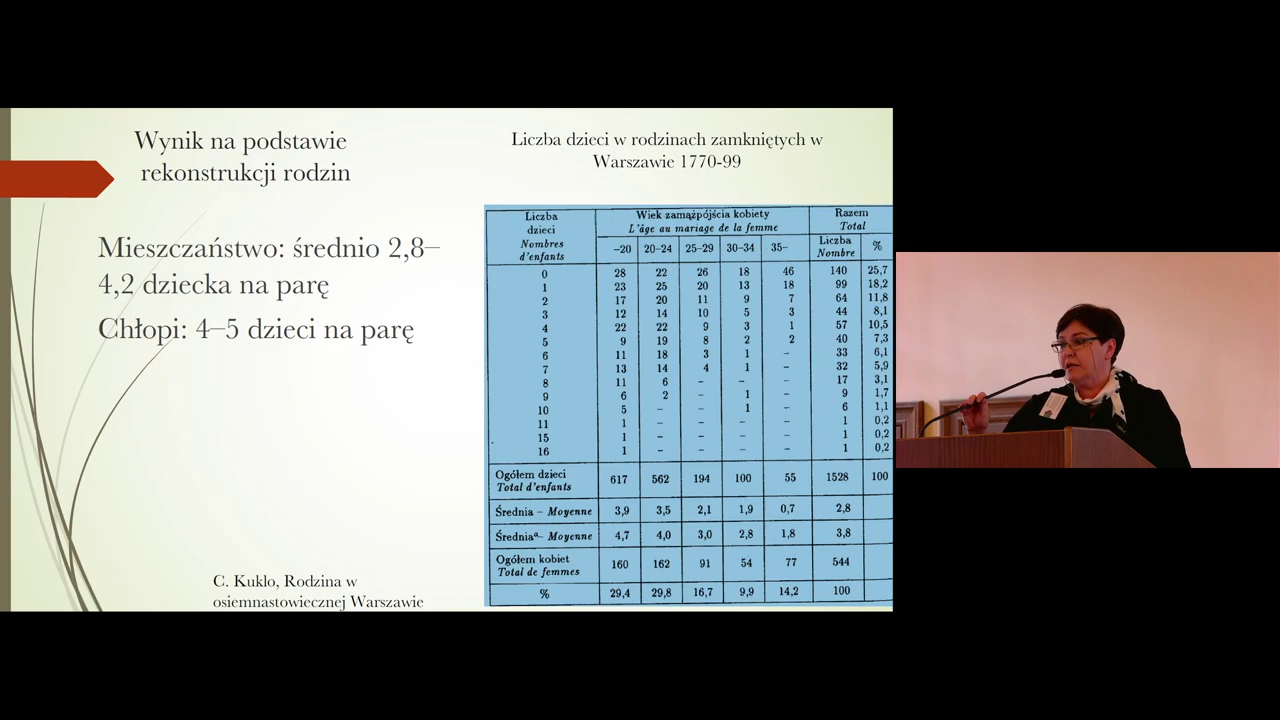 Wynik na podstawie
rekonstrukcji rodzin
Mieszczaństwo: średnio 2,8–
4,2 dziecka na parę
Chłopi: 4–5 dzieci na parę
C. Kuklo, Rodzina w
osiemnastowiecznej Warszawie
Liczba dzieci w rodzinach zamkniętych w
Warszawie 1770-99
Liczba dzieci Nombres d'enfants | Wiek zamążpójścia kobiety L'âge au mariage de la femme | Razem Total
–20 | 20–24 | 25–29 | 30–34 | 35– | Liczba Nombre | %
0 28 22 26 18 46 140 25,7
1 23 25 20 13 18 99 18,2
2 17 20 11 9 7 64 11,8
3 12 14 10 5 3 44 8,1
4 22 22 9 3 1 57 10,5
5 9 19 8 2 2 40 7,3
6 11 18 3 1 – 33 6,1
7 13 14 4 1 – 32 5,9
8 11 6 – – – 17 3,1
9 6 2 – 1 – 9 1,7
10 5 – – 1 – 6 1,1
11 1 – – – – 1 0,2
15 1 – – – – 1 0,2
16 1 – – – – 1 0,2
Ogółem dzieci Total d'enfants 617 562 194 100 55 1528 100
Średnia – Moyenne 3,9 3,5 2,1 1,9 0,7 2,8
Średniaᵃ– Moyenne 4,7 4,0 3,0 2,8 1,8 3,8
Ogółem kobiet Total de femmes 160 162 91 54 77 544
% 29,4 29,8 16,7 9,9 14,2 100